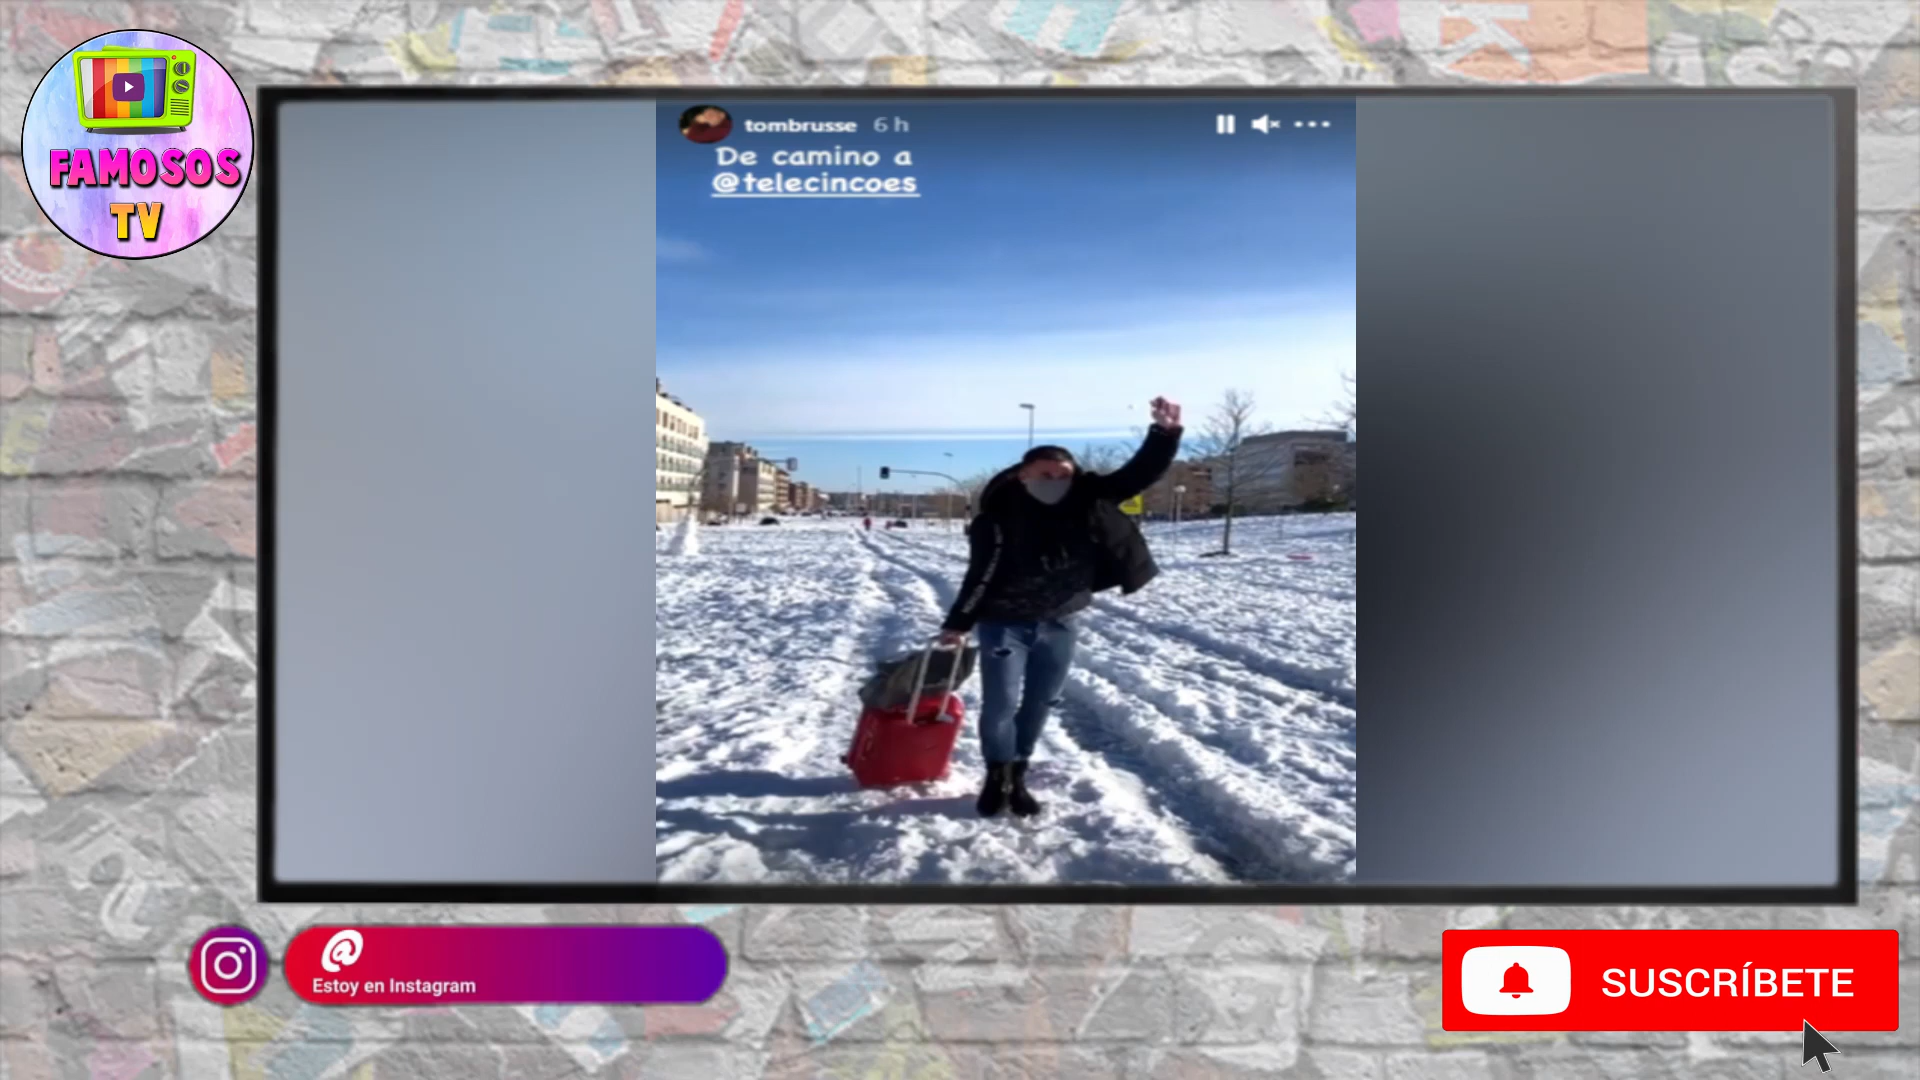 FAMOSOS
TV
tombrusse 6 h
De camino a
@telecincoes
@
Estoy en Instagram
SUSCRÍBETE